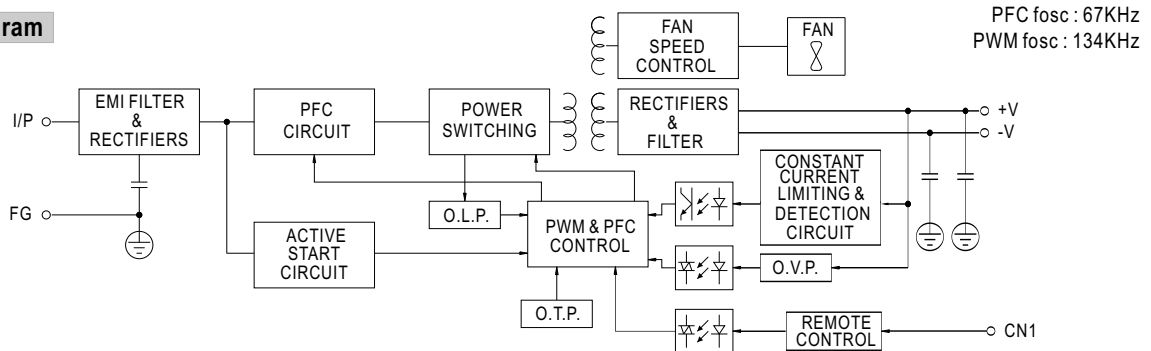 ram
PFC fosc : 67KHz
PWM fosc : 134KHz
FAN
SPEED
CONTROL
FAN
I/P
EMI FILTER
&
RECTIFIERS
PFC
CIRCUIT
POWER
SWITCHING
RECTIFIERS
&
FILTER
+V
-V
FG
ACTIVE
START
CIRCUIT
O.L.P.
PWM & PFC
CONTROL
O.T.P.
CONSTANT
CURRENT
LIMITING &
DETECTION
CIRCUIT
O.V.P.
REMOTE
CONTROL
CN1